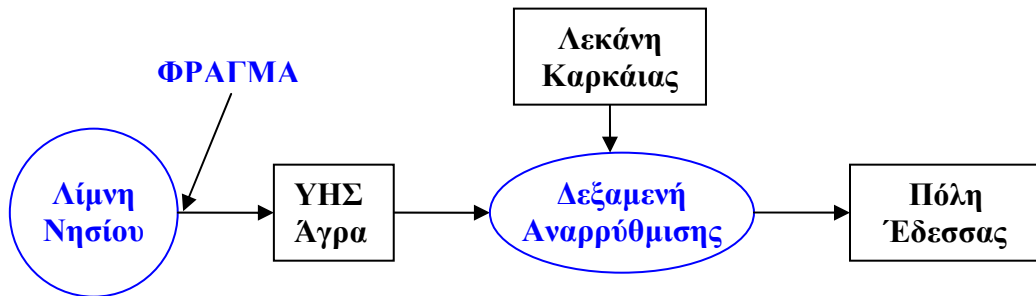 Λεκάνη
Καρκάιας
ΦΡΑΓΜΑ
Λίμνη
Νησίου
ΥΗΣ
Άγρα
Δεξαμενή
Αναρρύθμισης
Πόλη
Έδεσσας